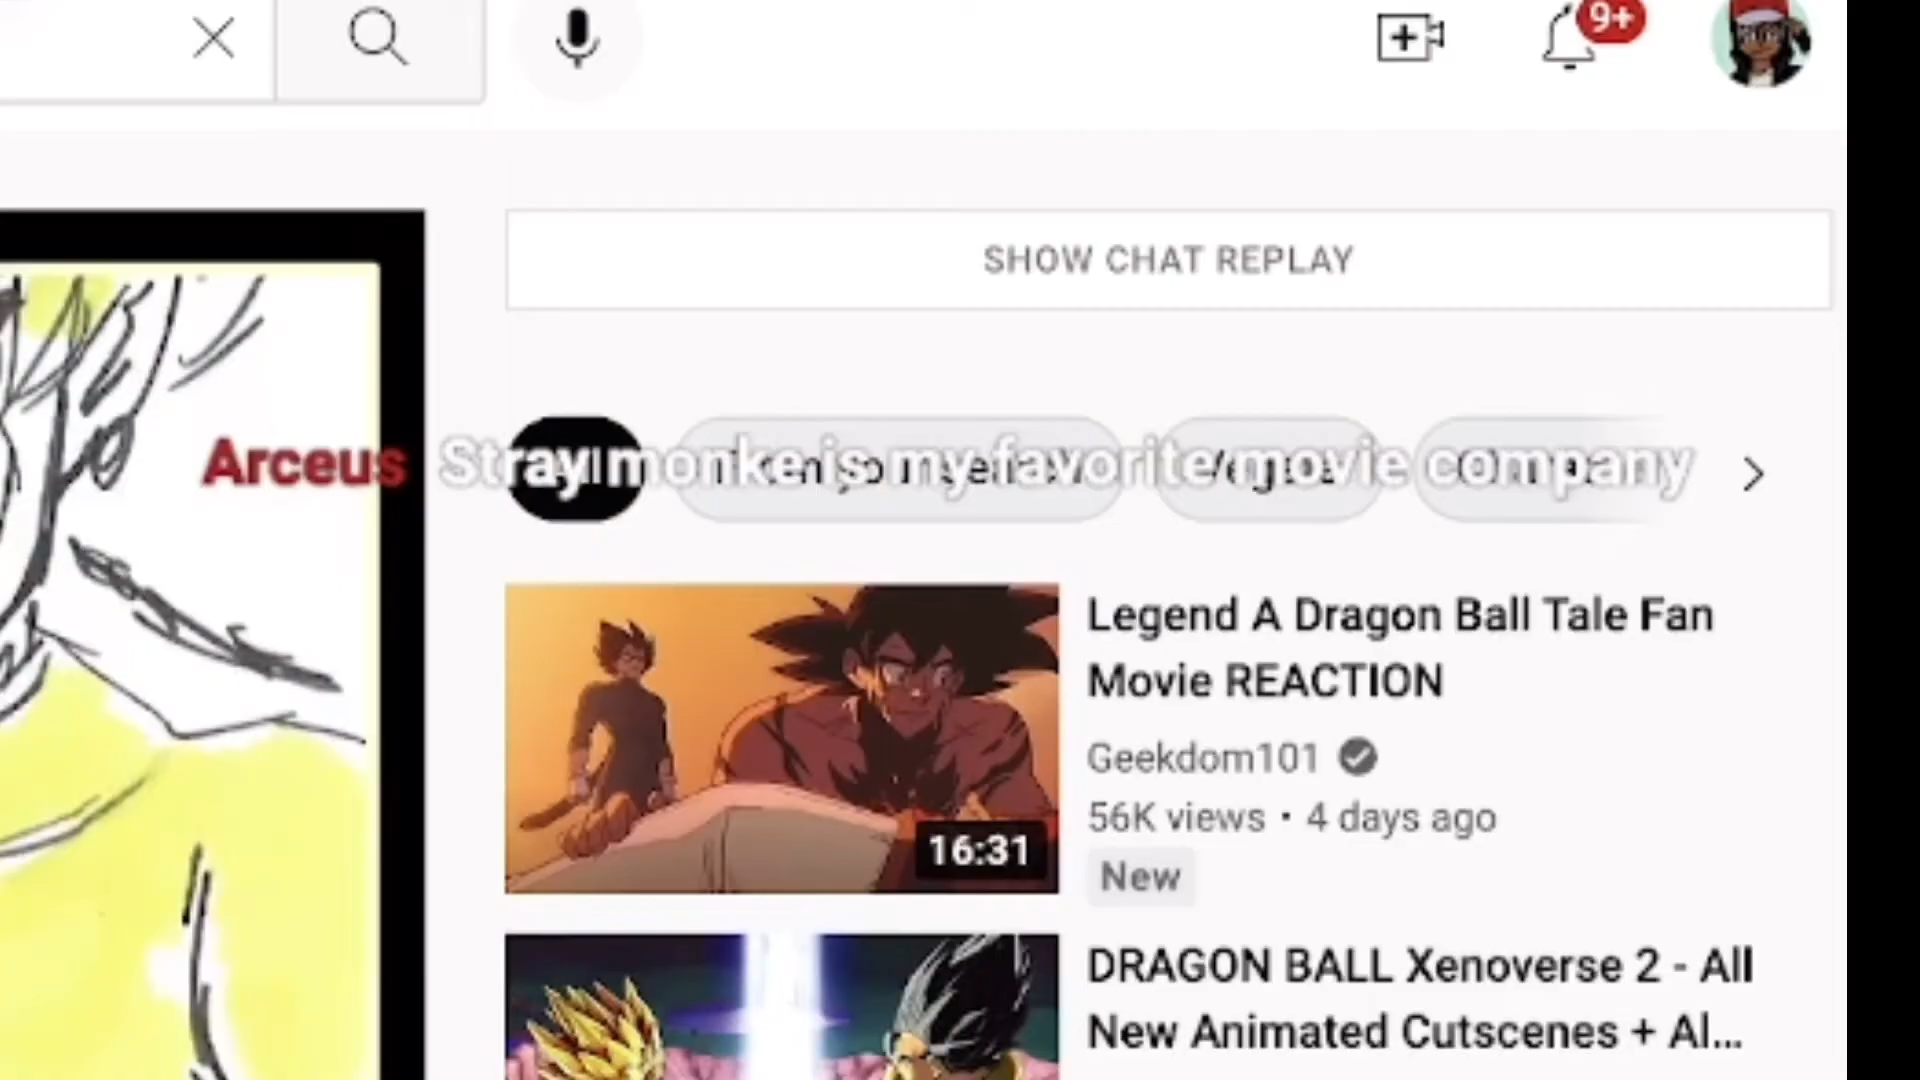 9+
SHOW CHAT REPLAY
Arceus Stray monke is my favorite movie company
Legend A Dragon Ball Tale Fan
Movie REACTION
Geekdom101
56K views • 4 days ago
16:31
New
DRAGON BALL Xenoverse 2 - All
New Animated Cutscenes + Al...